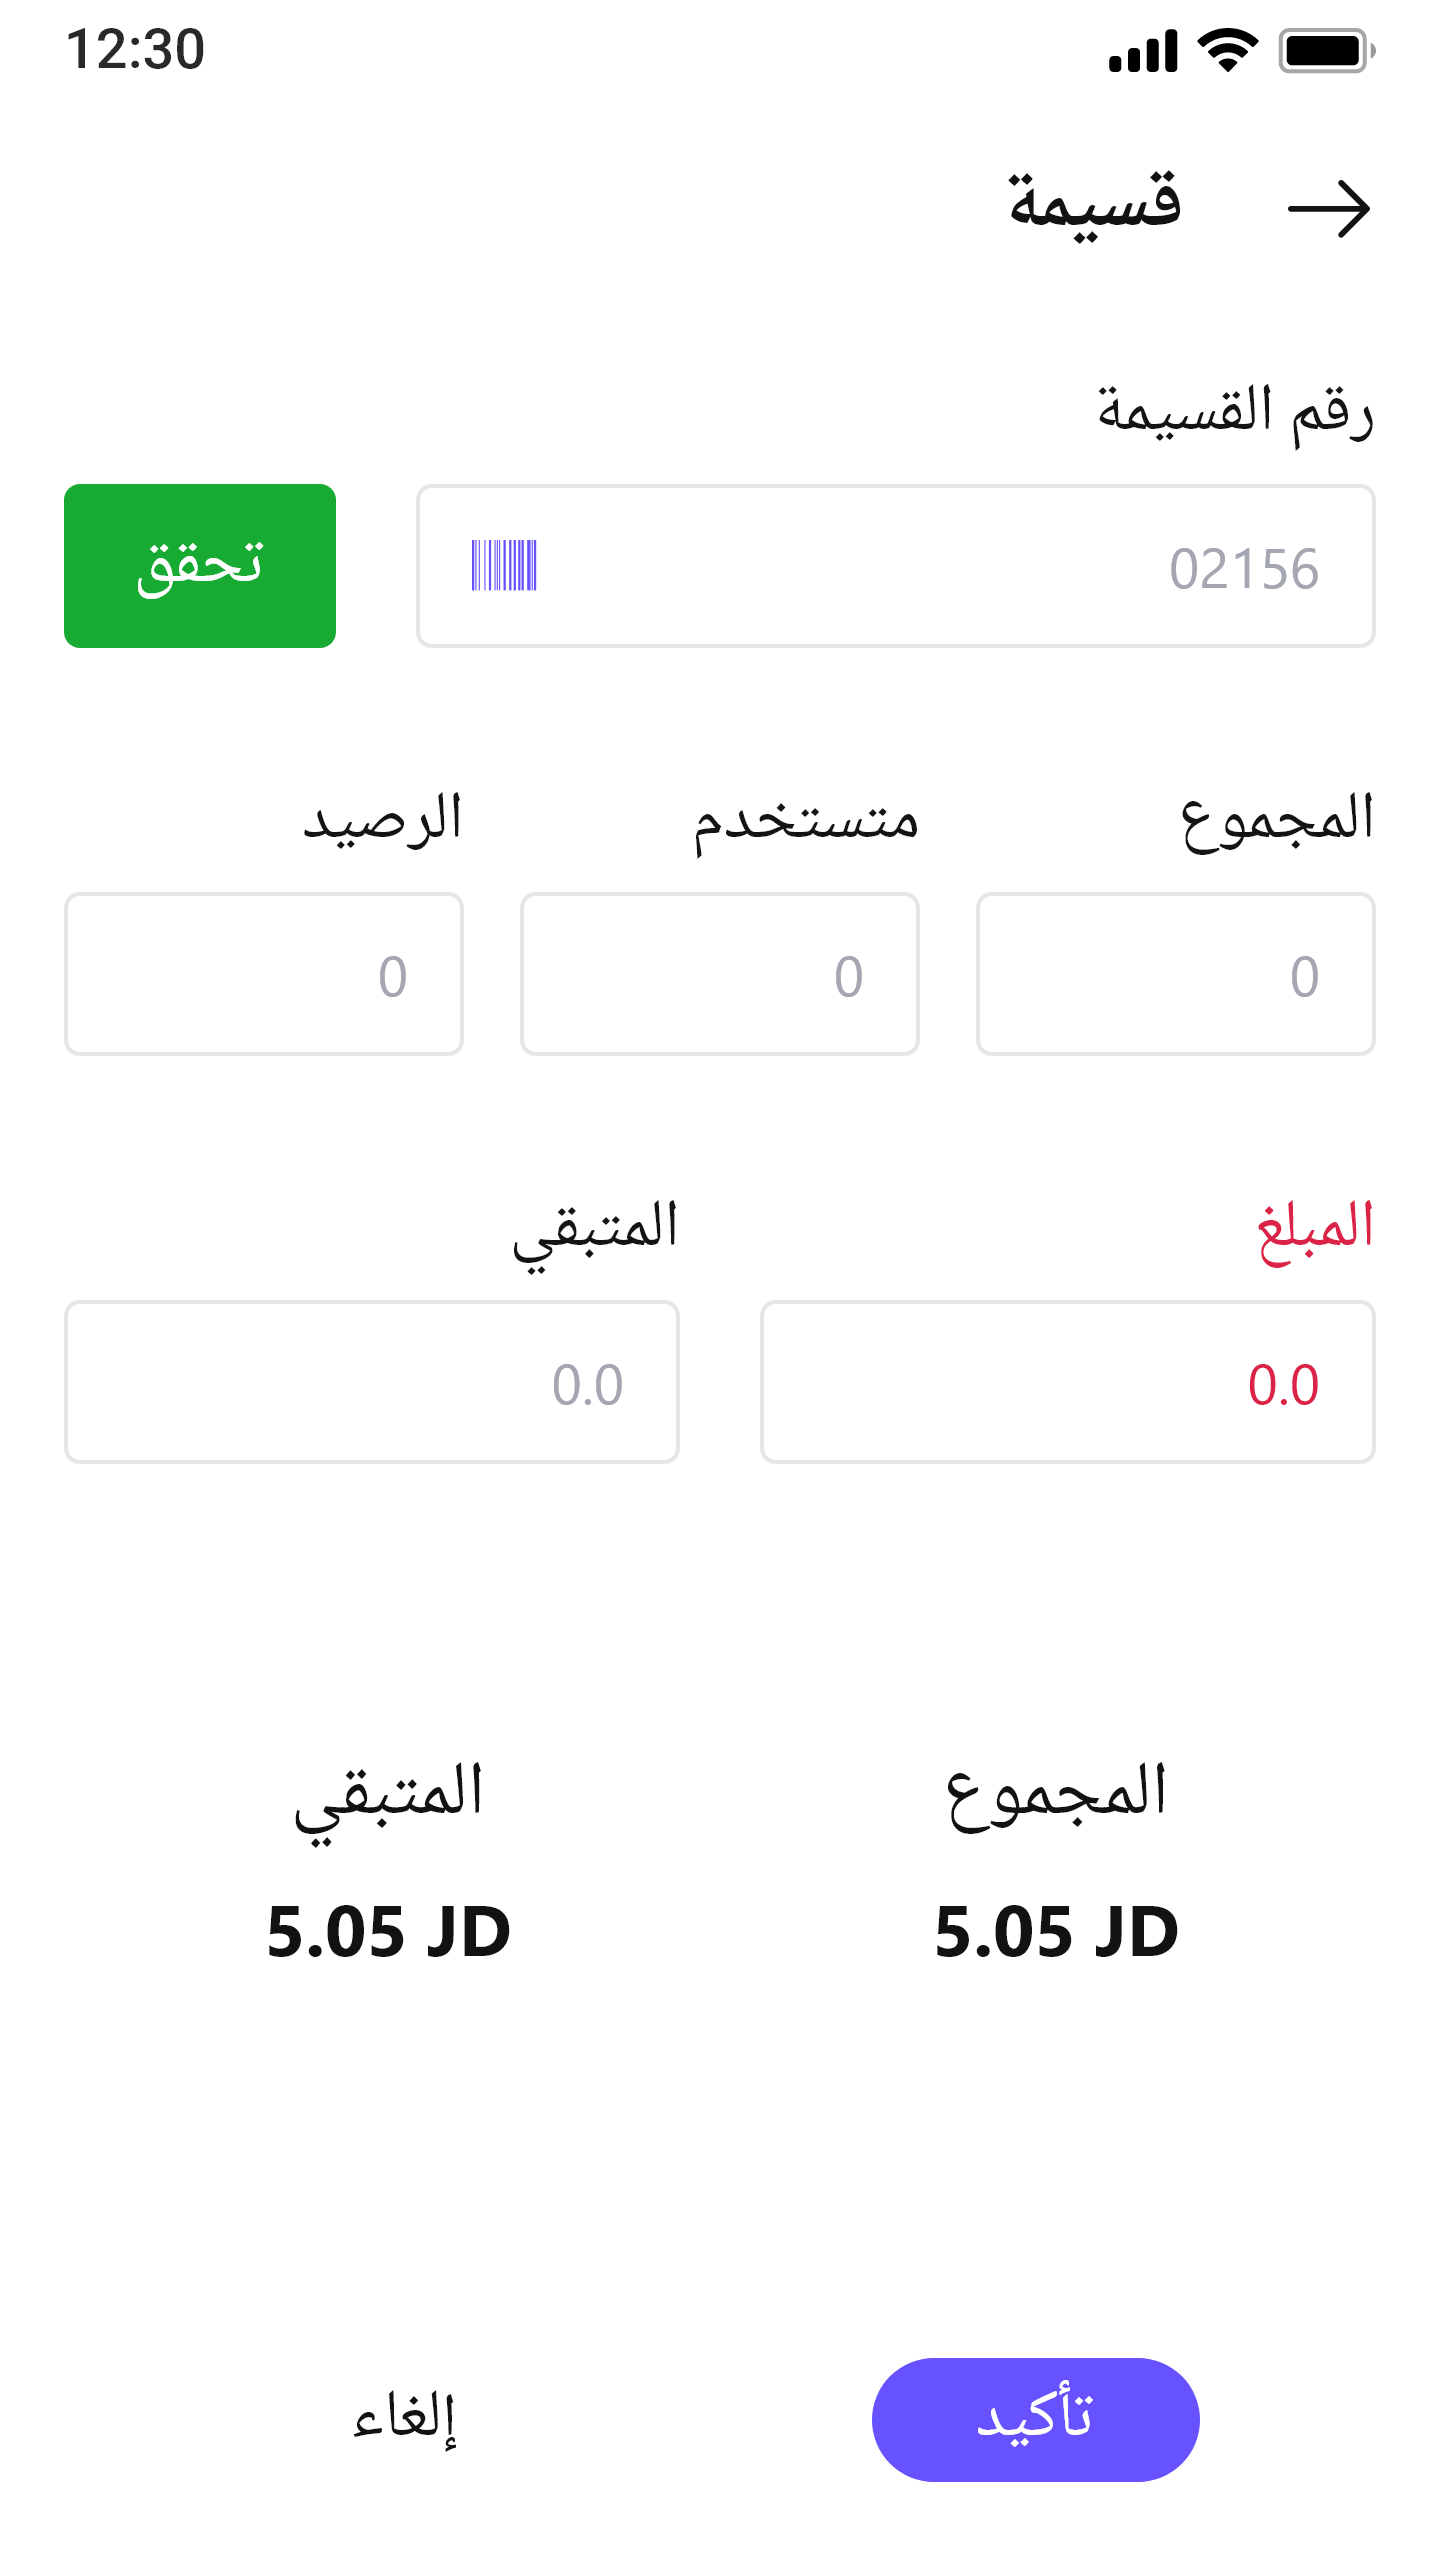 12:30
قسيمة
رقم القسيمة
02156
تحقق
المجموع
متستخدم
الرصيد
0
0
0
المبلغ
المتبقي
0.0
0.0
المجموع
المتبقي
5.05 JD
5.05 JD
تأكيد
إلغاء